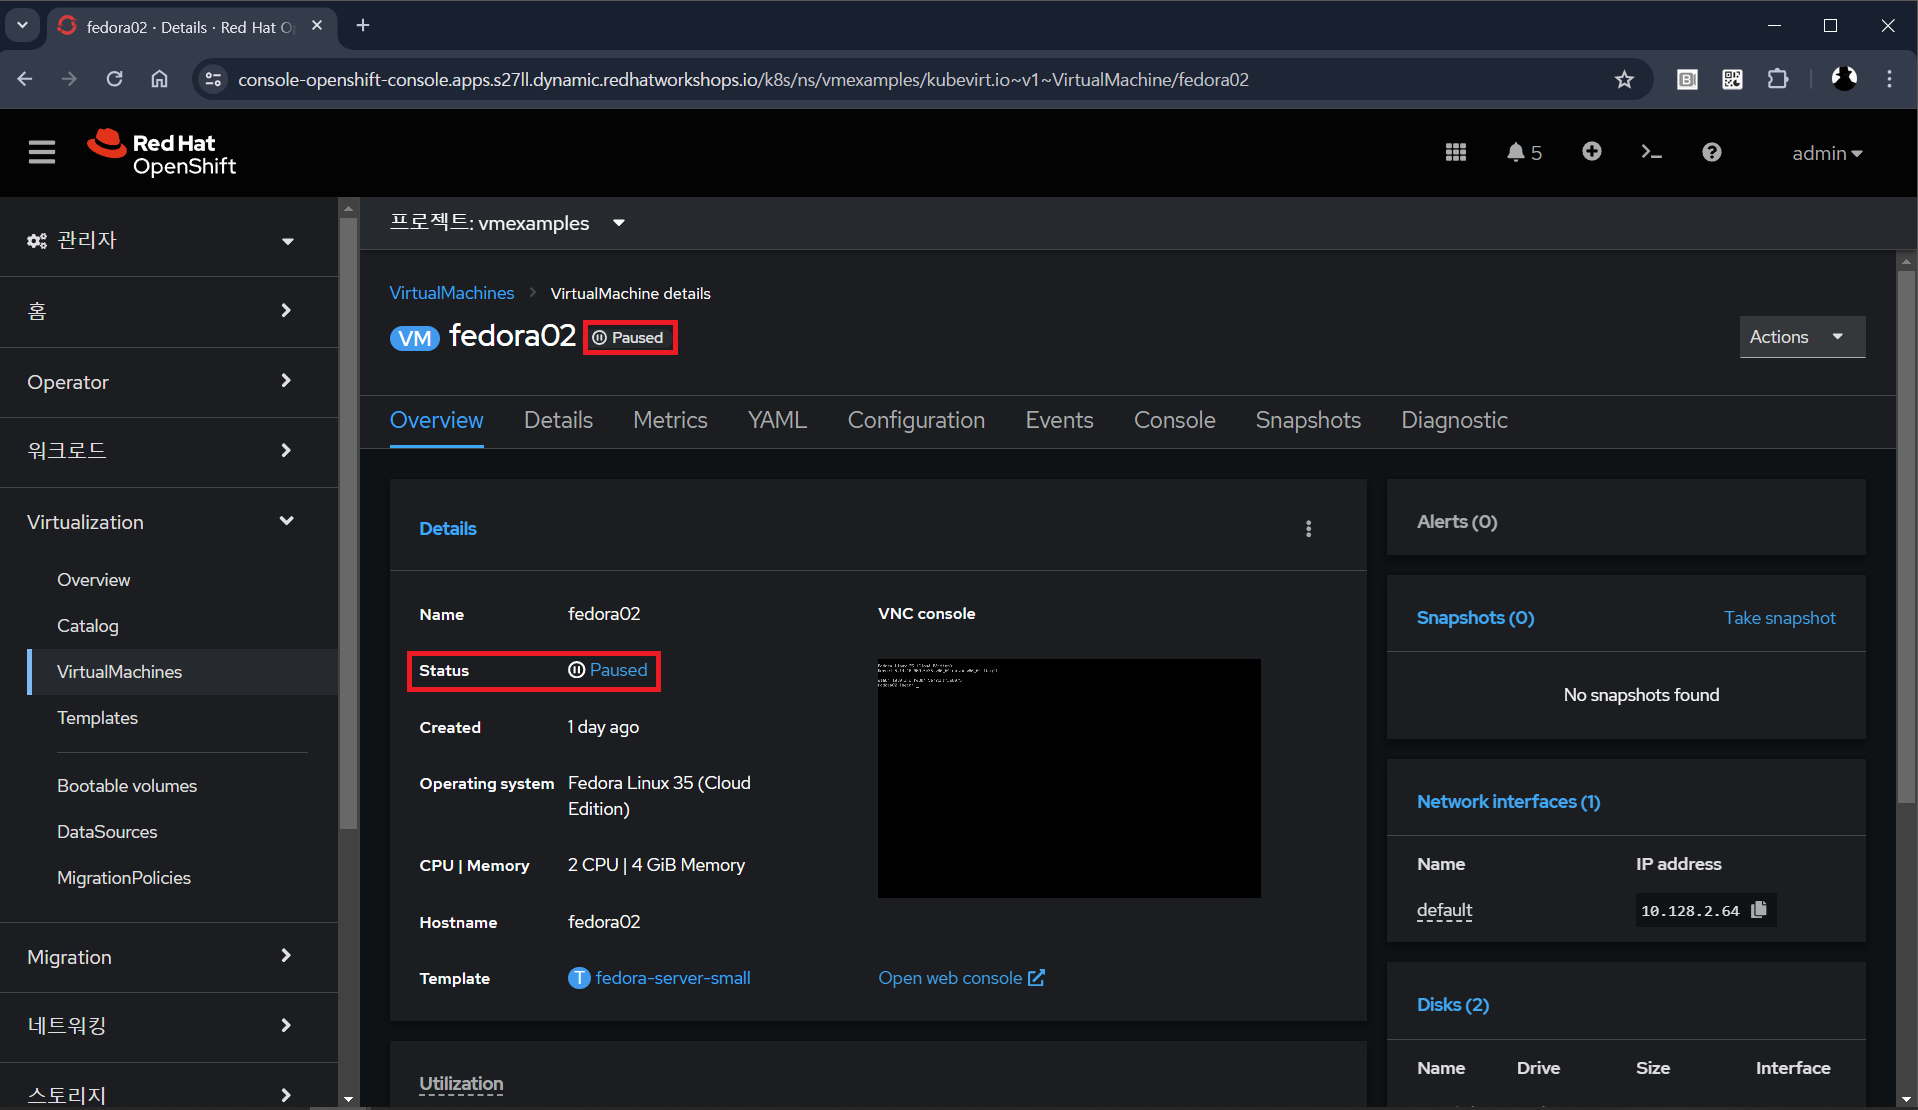 fedora02 · Details · Red Hat O
console-openshift-console.apps.s27ll.dynamic.redhatworkshops.io/k8s/ns/vmexamples/kubevirt.io~v1~VirtualMachine/fedora02
Red Hat
OpenShift
5
admin
관리자
홈
Operator
워크로드
Virtualization
Overview
Catalog
VirtualMachines
Templates
Bootable volumes
DataSources
MigrationPolicies
Migration
네트워킹
스토리지
프로젝트: vmexamples
VirtualMachines > VirtualMachine details
VM fedora02 Paused
Actions
Overview Details Metrics YAML Configuration Events Console Snapshots Diagnostic
Details
Name fedora02
Status Paused
Created 1 day ago
Operating system Fedora Linux 35 (Cloud
Edition)
CPU | Memory 2 CPU | 4 GiB Memory
Hostname fedora02
Template T fedora-server-small
VNC console
Open web console
Utilization
Alerts (0)
Snapshots (0) Take snapshot
No snapshots found
Network interfaces (1)
Name IP address
default 10.128.2.64
Disks (2)
Name Drive Size Interface